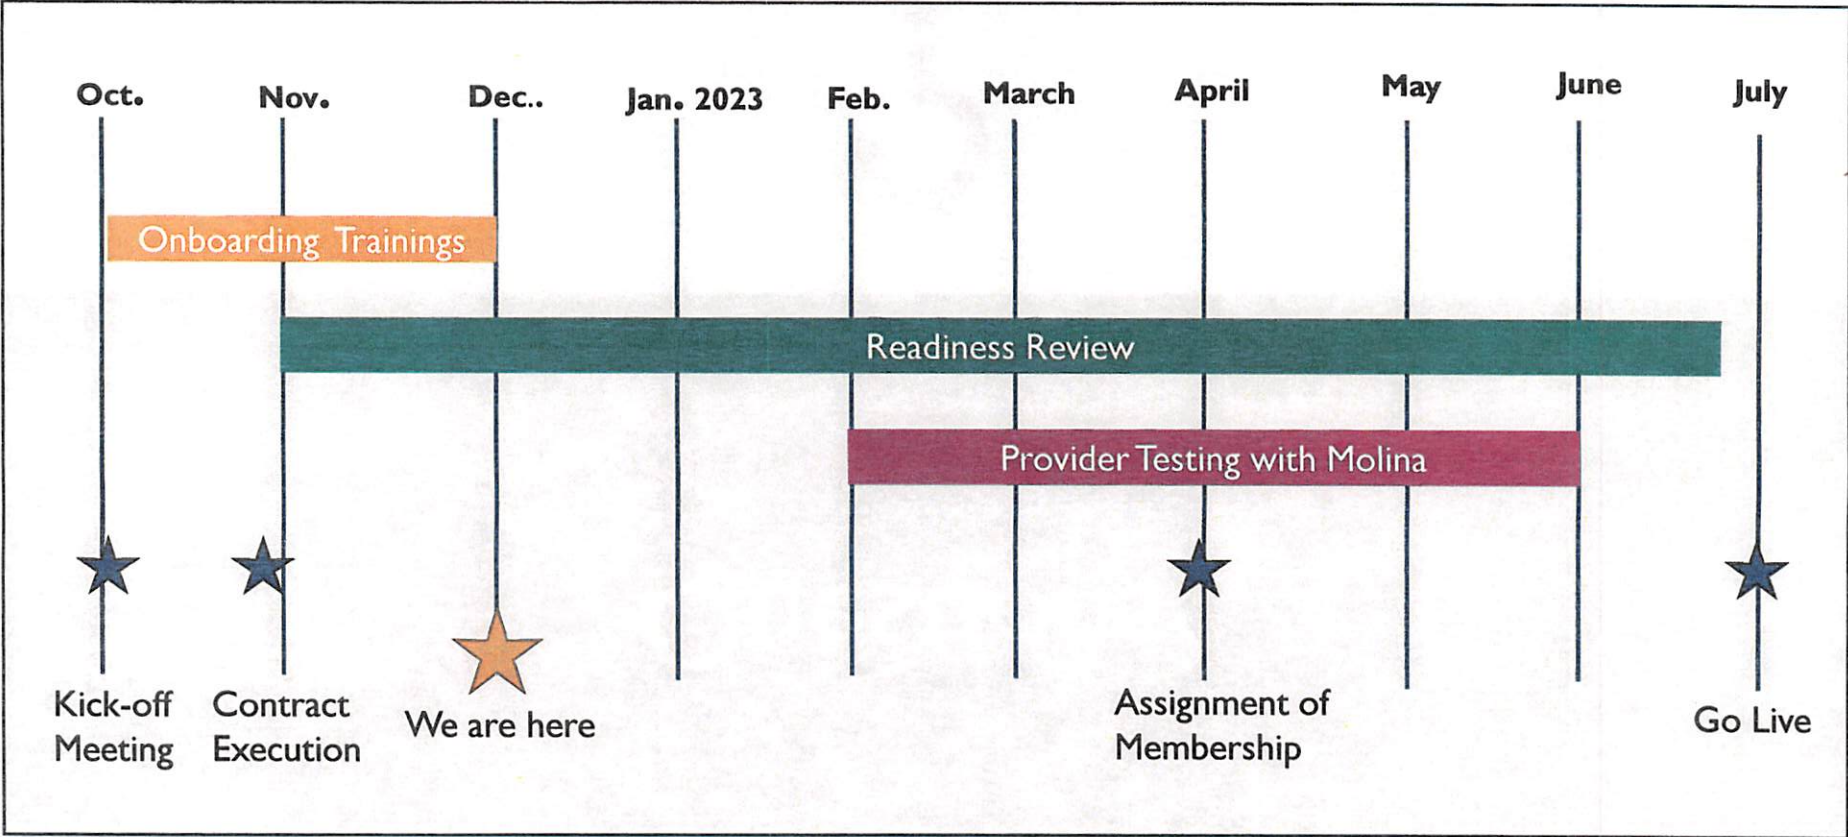 Oct. Nov. Dec.. Jan. 2023 Feb. March April May June July
Onboarding Trainings
Readiness Review
Provider Testing with Molina
Kick-off
Meeting
Contract
Execution
We are here
Assignment of
Membership
Go Live